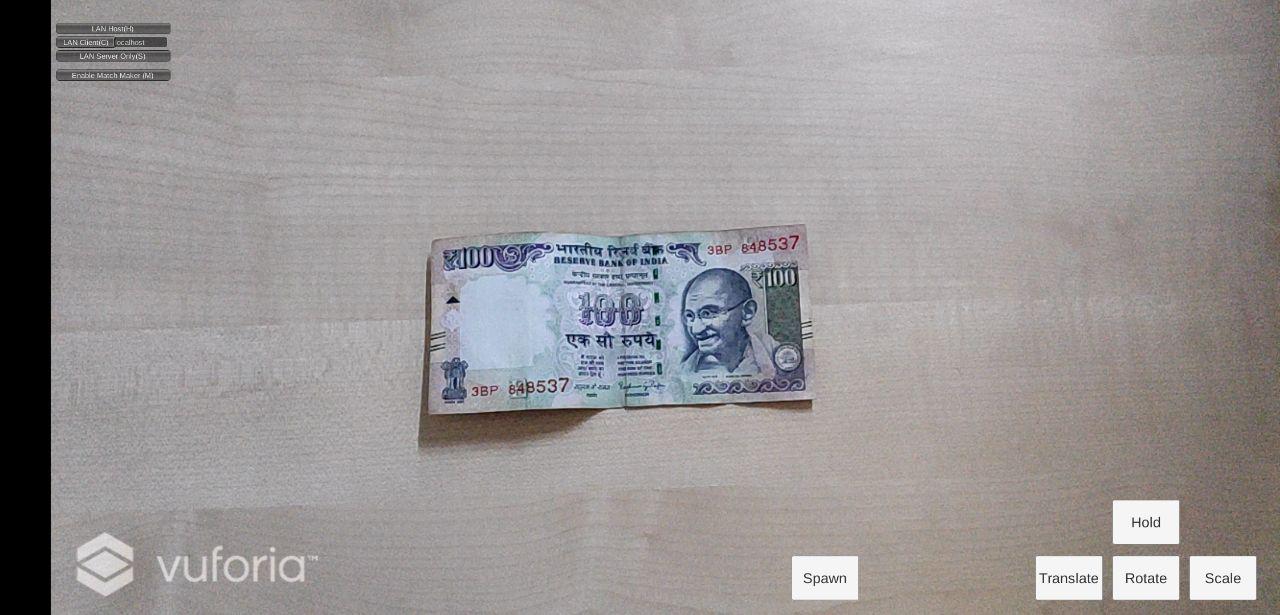 LAN Host(H)
LAN Client(C) localhost
LAN Server Only(S)
Enable Match Maker (M)
₹100
भारतीय रिज़र्व बैंक
RESERVE BANK OF INDIA
3BP 848537
₹100
100
एक सौ रुपये
3BP 848537
vuforia™
Hold
Spawn
Translate
Rotate
Scale